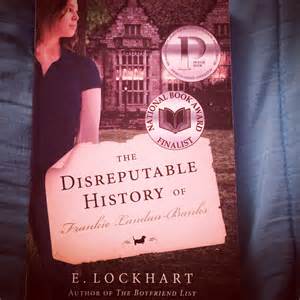 P
NATIONAL BOOK AWARD
FINALIST
THE
DISREPUTABLE
HISTORY OF
Frankie Landau-Banks
E. LOCKHART
AUTHOR OF THE BOYFRIEND LIST